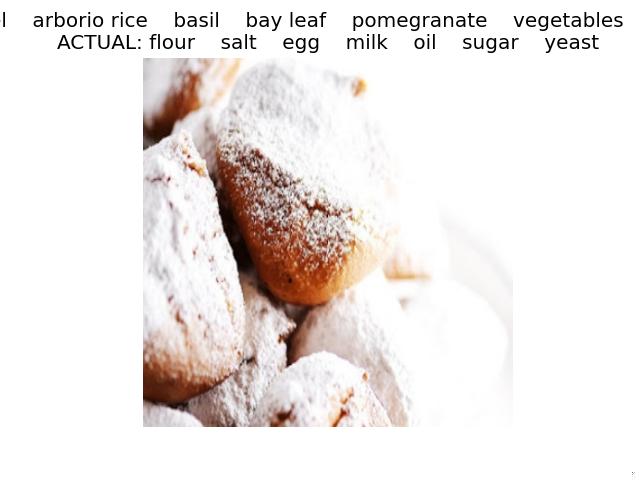 arborio rice basil bay leaf pomegranate vegetables
ACTUAL: flour salt egg milk oil sugar yeast